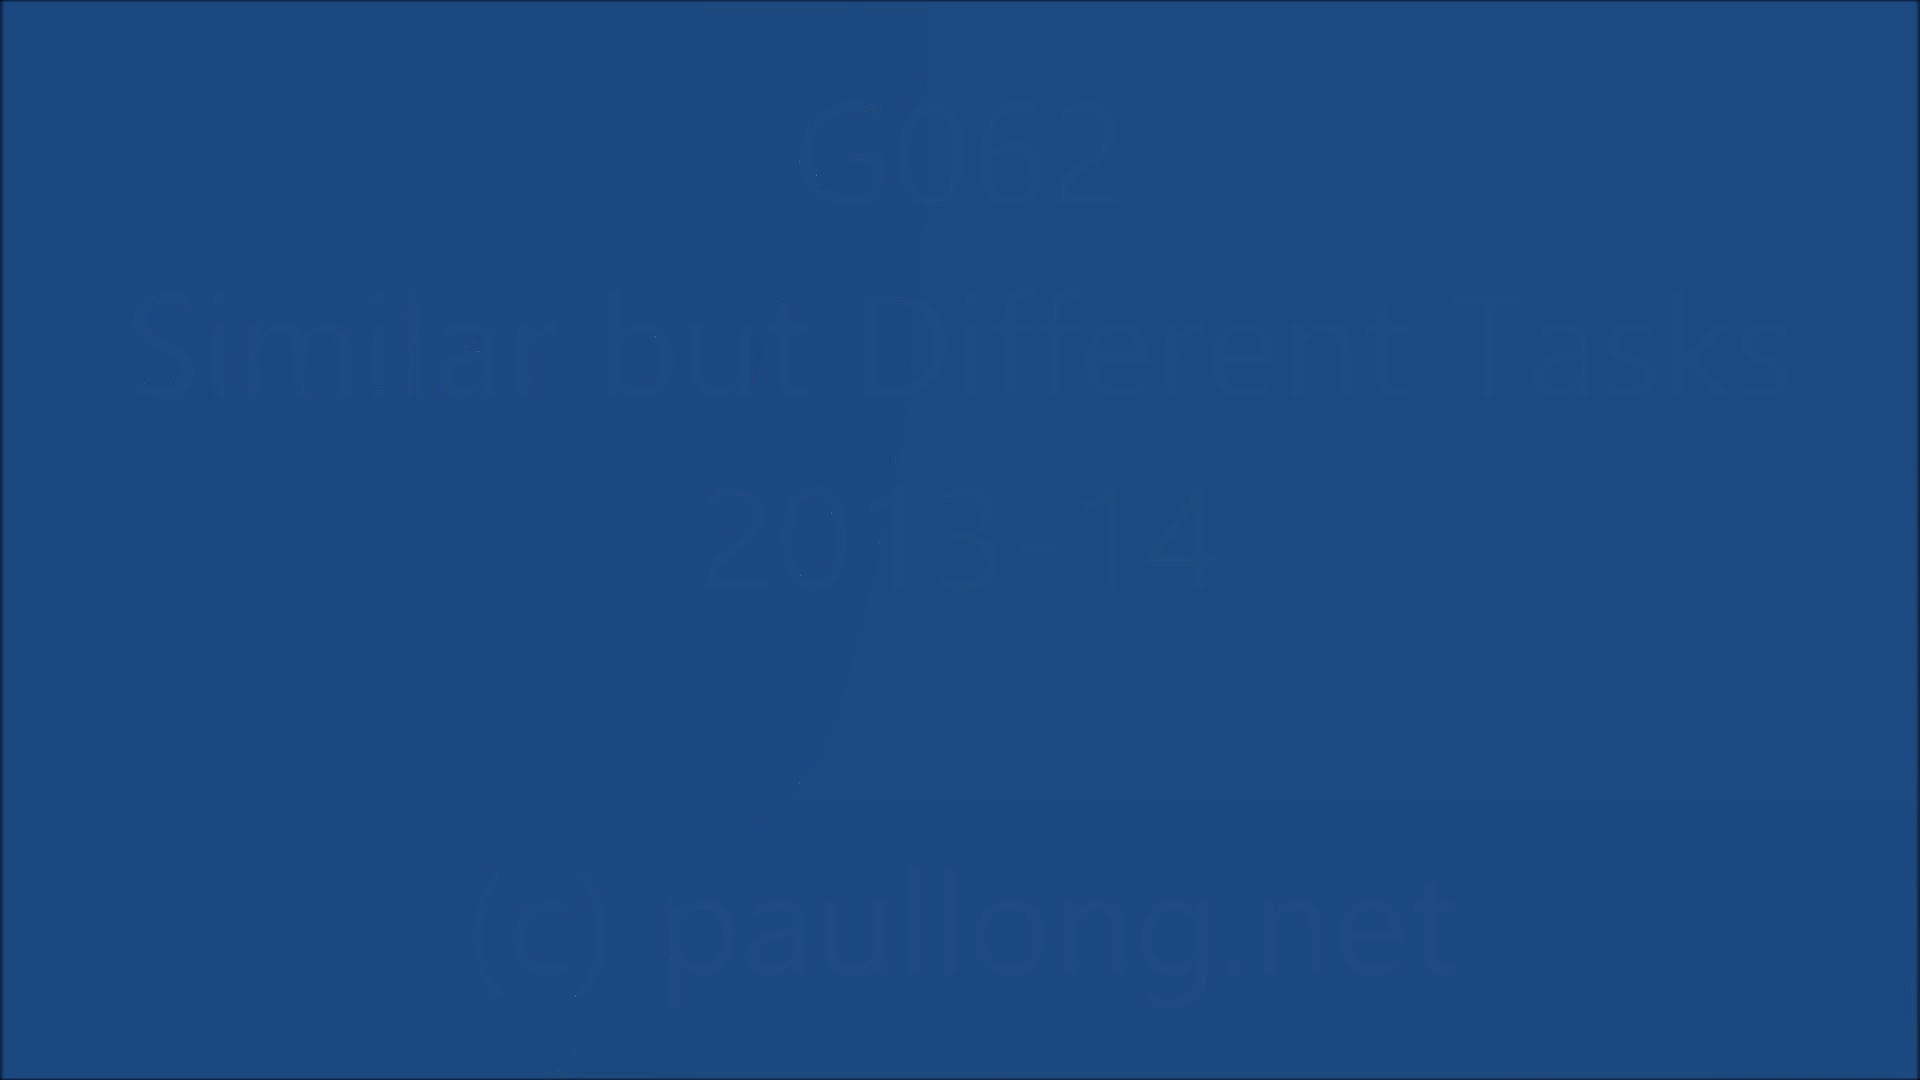 G062
Similar but Different Tasks
2013-14
(c) paullong.net